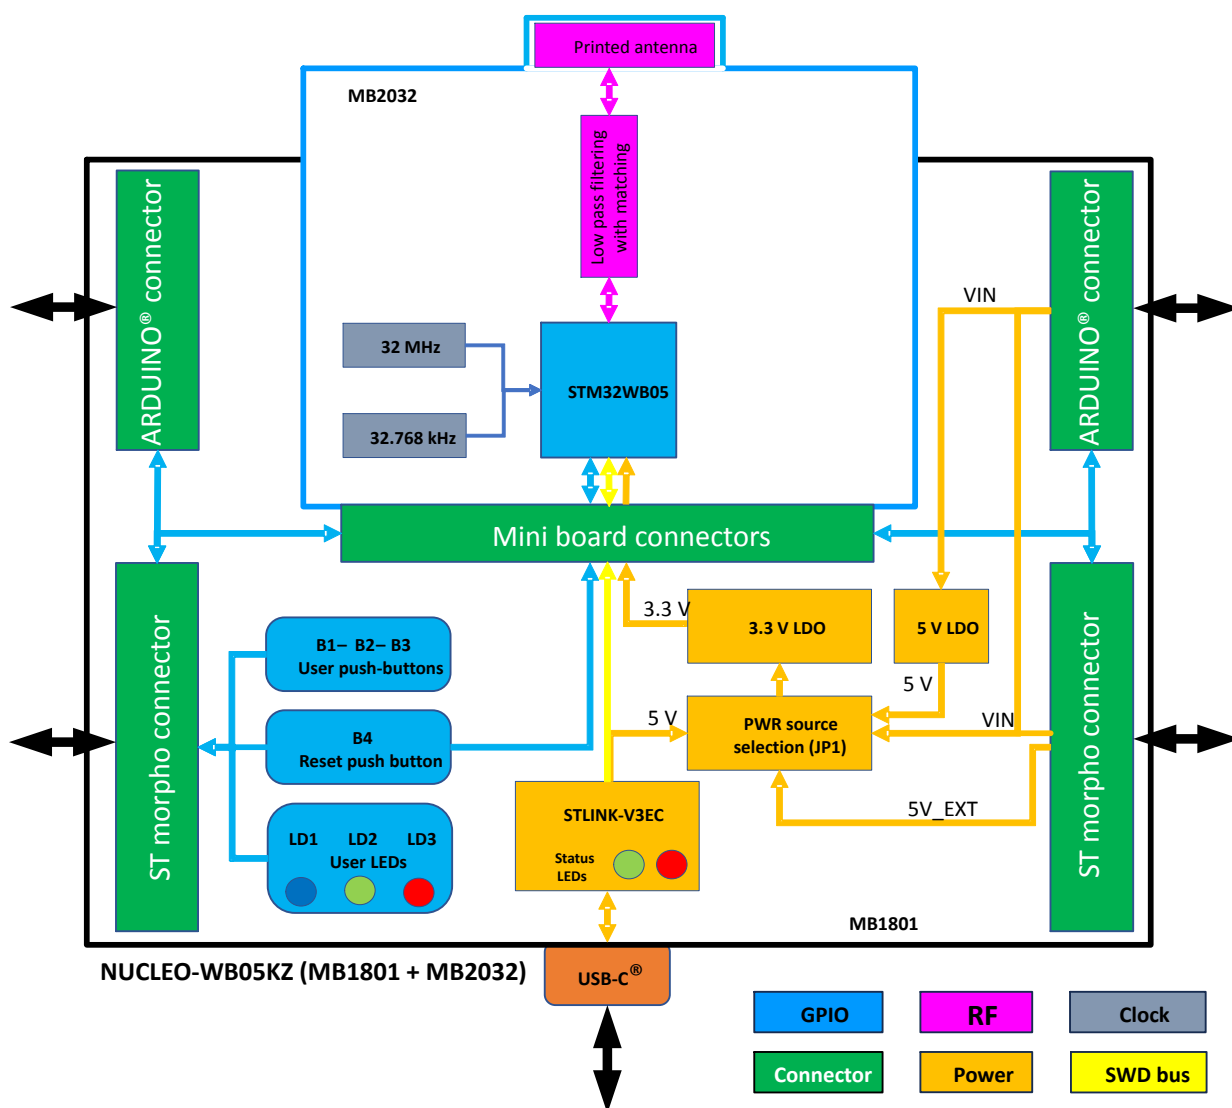 Printed antenna
MB2032
Low pass filtering
with matching
ARDUINO® connector
VIN
ARDUINO® connector
32 MHz
STM32WB05
32.768 kHz
Mini board connectors
ST morpho connector
B1– B2– B3
User push-buttons
3.3 V
3.3 V LDO
5 V LDO
5 V
5 V
PWR source
selection (JP1)
VIN
B4
Reset push button
ST morpho connector
STLINK-V3EC
5V_EXT
LD1 LD2 LD3
User LEDs
Status
LEDs
MB1801
NUCLEO-WB05KZ (MB1801 + MB2032)
USB-C®
GPIO
RF
Clock
Connector
Power
SWD bus